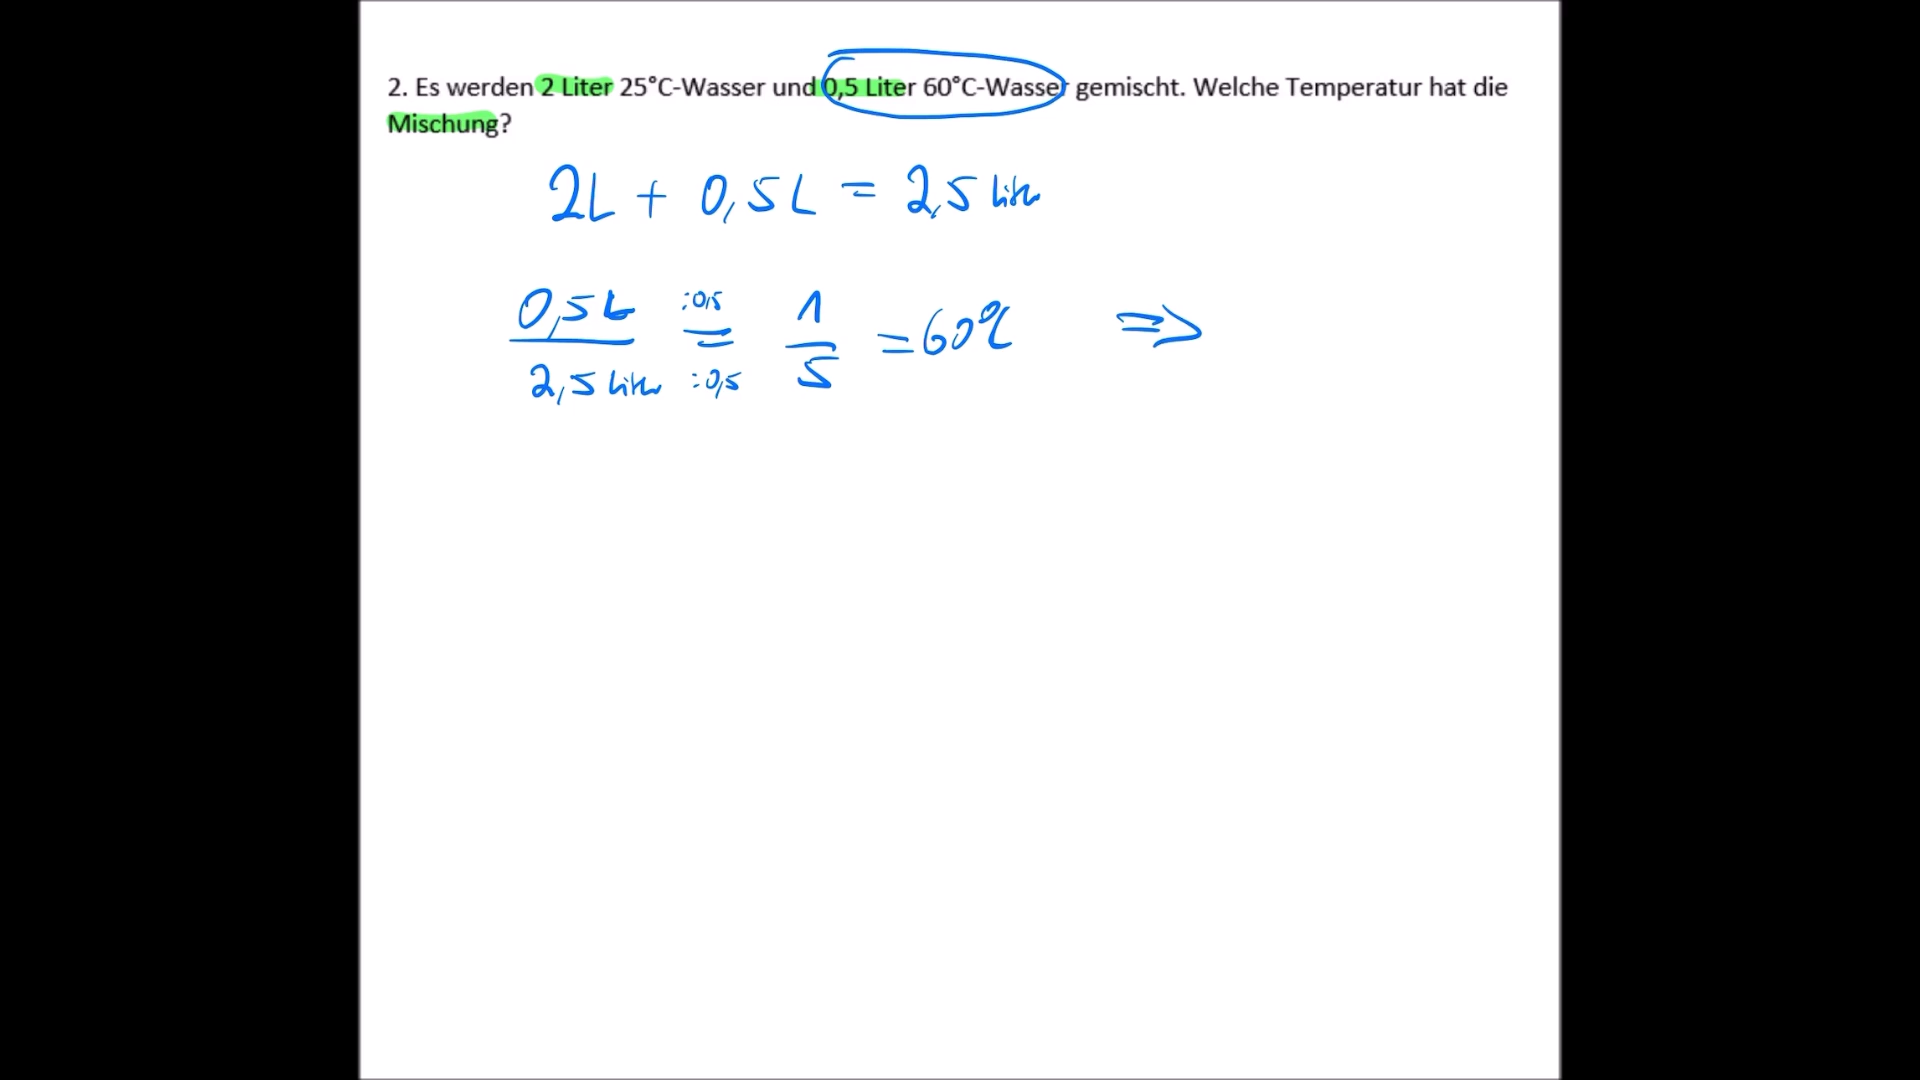 2. Es werden 2 Liter 25°C-Wasser und 0,5 Liter 60°C-Wasser gemischt. Welche Temperatur hat die
Mischung?
2L + 0,5L = 2,5 Liter
0,5L :0,5 1
= = 60°C ⇒
2,5 Liter :0,5 5